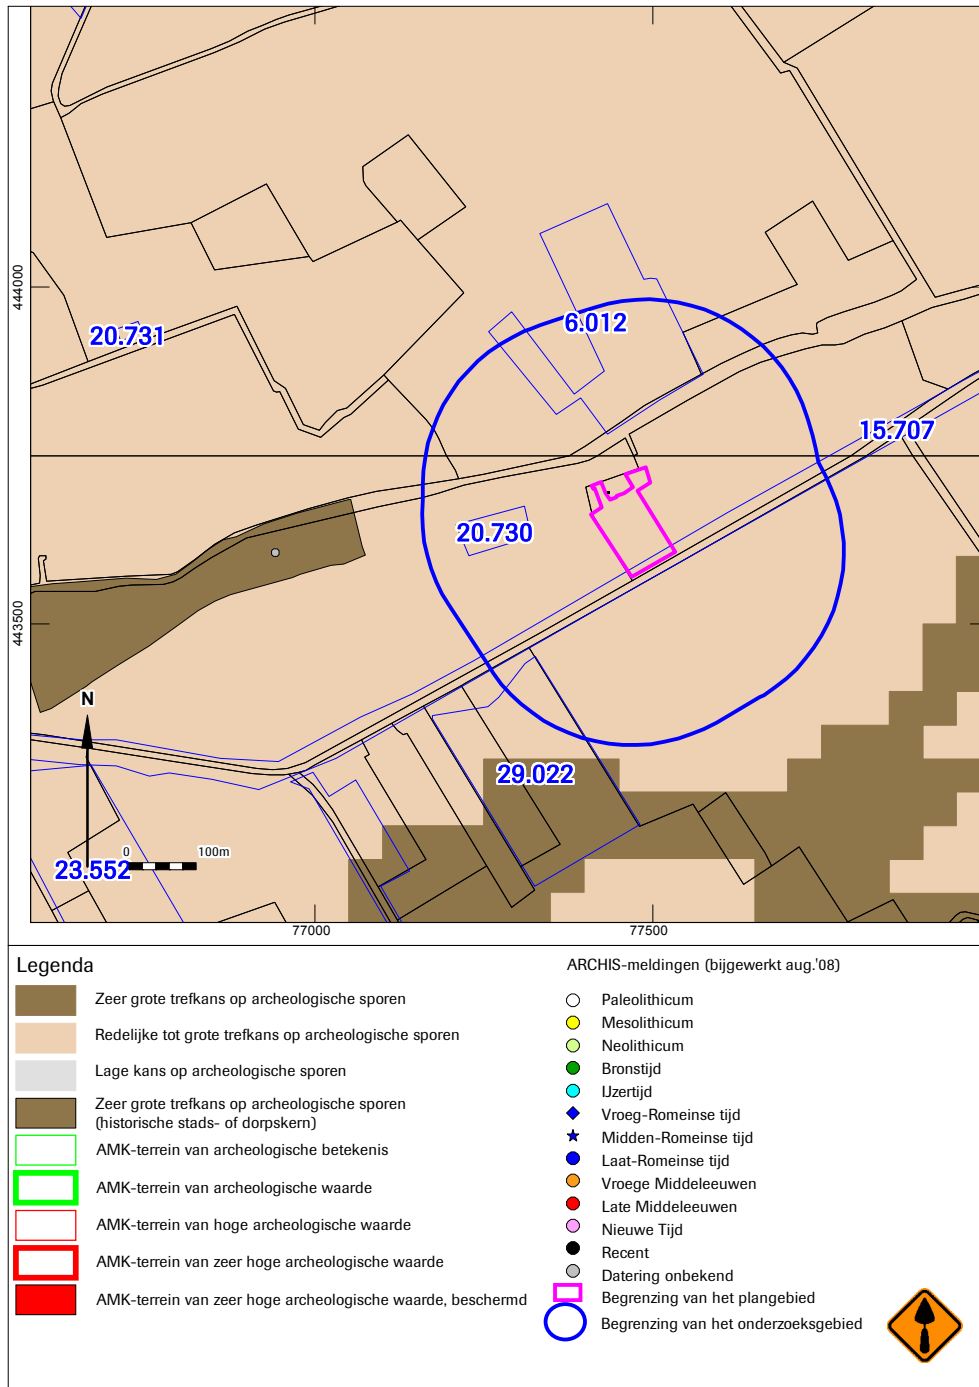 444000
6.012
20.731
15.707
20.730
443500
N
29.022
0 100m
23.552
77000 77500
Legenda
Zeer grote trefkans op archeologische sporen
Redelijke tot grote trefkans op archeologische sporen
Lage kans op archeologische sporen
Zeer grote trefkans op archeologische sporen
(historische stads- of dorpskern)
AMK-terrein van archeologische betekenis
AMK-terrein van archeologische waarde
AMK-terrein van hoge archeologische waarde
AMK-terrein van zeer hoge archeologische waarde
AMK-terrein van zeer hoge archeologische waarde, beschermd
ARCHIS-meldingen (bijgewerkt aug.'08)
Paleolithicum
Mesolithicum
Neolithicum
Bronstijd
IJzertijd
Vroeg-Romeinse tijd
Midden-Romeinse tijd
Laat-Romeinse tijd
Vroege Middeleeuwen
Late Middeleeuwen
Nieuwe Tijd
Recent
Datering onbekend
Begrenzing van het plangebied
Begrenzing van het onderzoeksgebied